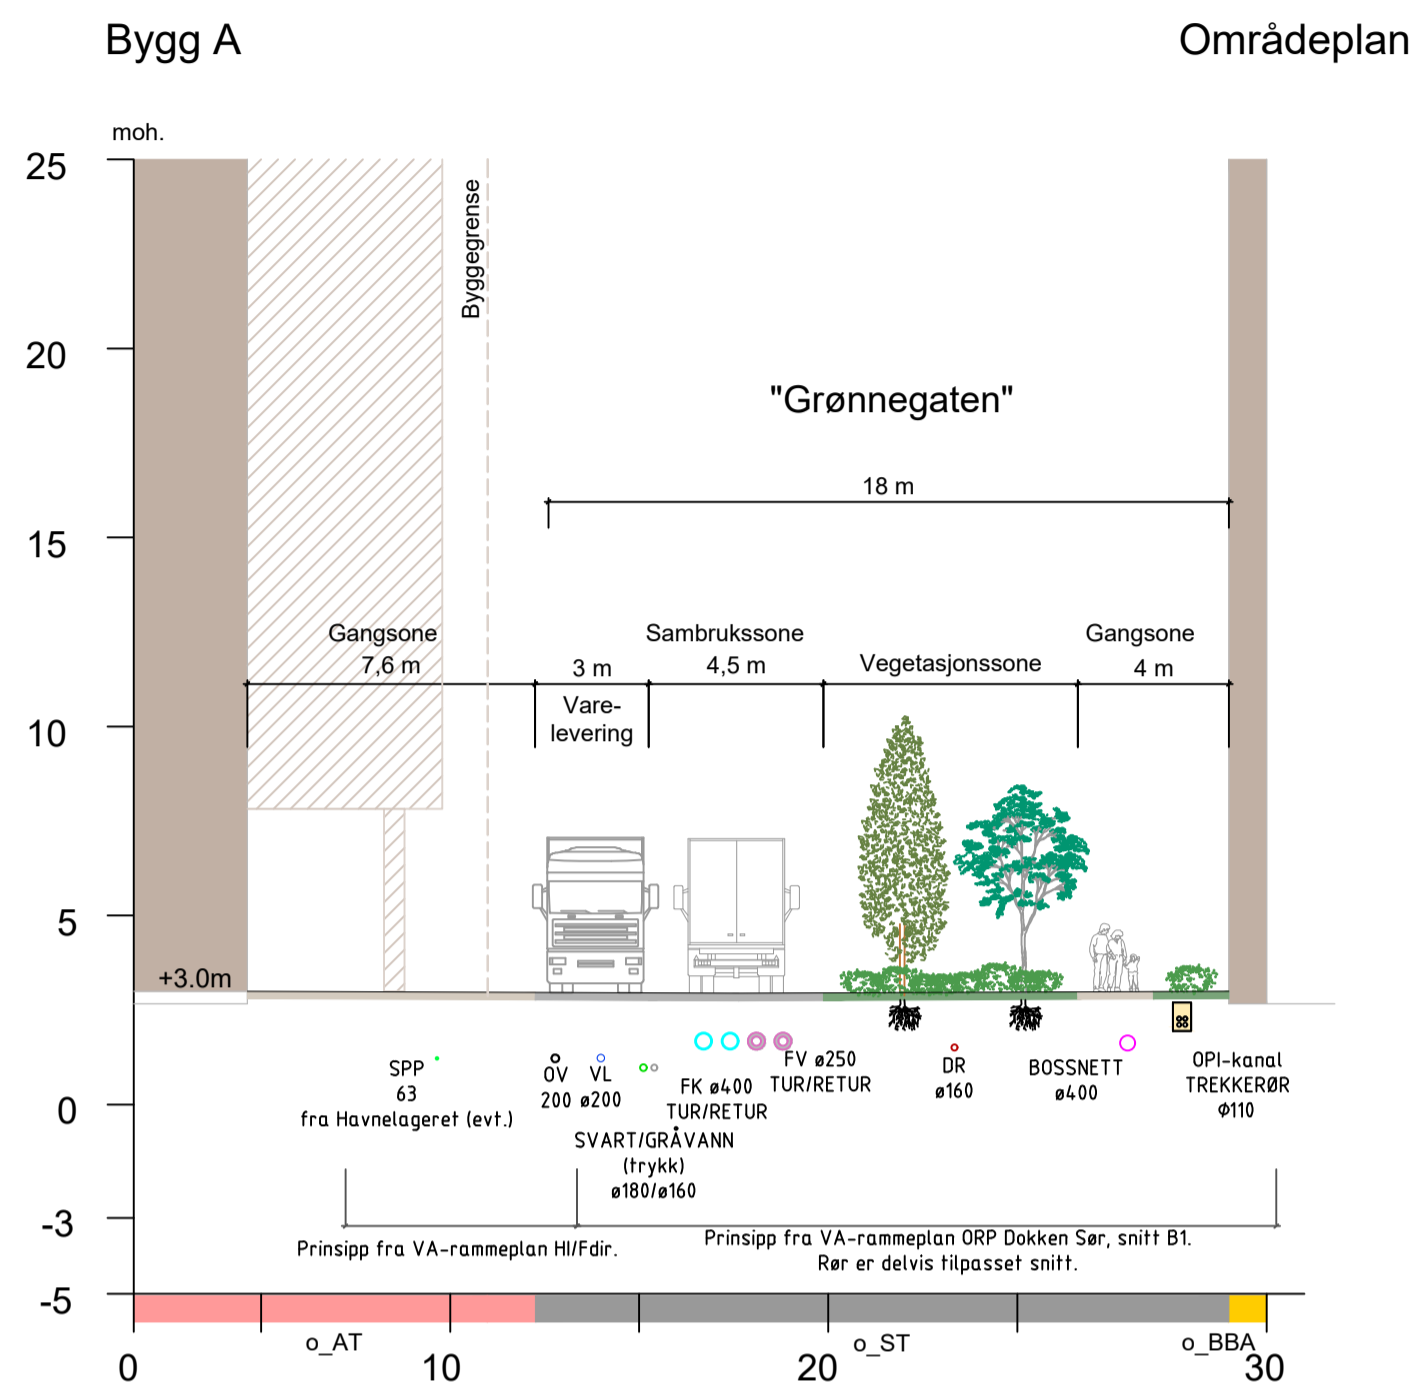 Bygg A
Områdeplan
moh.
25
20
15
10
5
0
-3
-5
Byggegrense
"Grønnegaten"
18 m
Gangsone
7,6 m
3 m
Vare-
levering
Sambrukssone
4,5 m
Vegetasjonssone
Gangsone
4 m
+3.0m
SPP
63
fra Havnelageret (evt.)
OV
200
VL
ø200
SVART/GRÅVANN
(trykk)
ø180/ø160
FK ø400
TUR/RETUR
FV ø250
TUR/RETUR
DR
ø160
BOSSNETT
ø400
OPI-kanal
TREKKERØR
Φ110
Prinsipp fra VA-rammeplan HI/Fdir.
Prinsipp fra VA-rammeplan ORP Dokken Sør, snitt B1.
Rør er delvis tilpasset snitt.
o_AT
o_ST
o_BBA
0
10
20
30